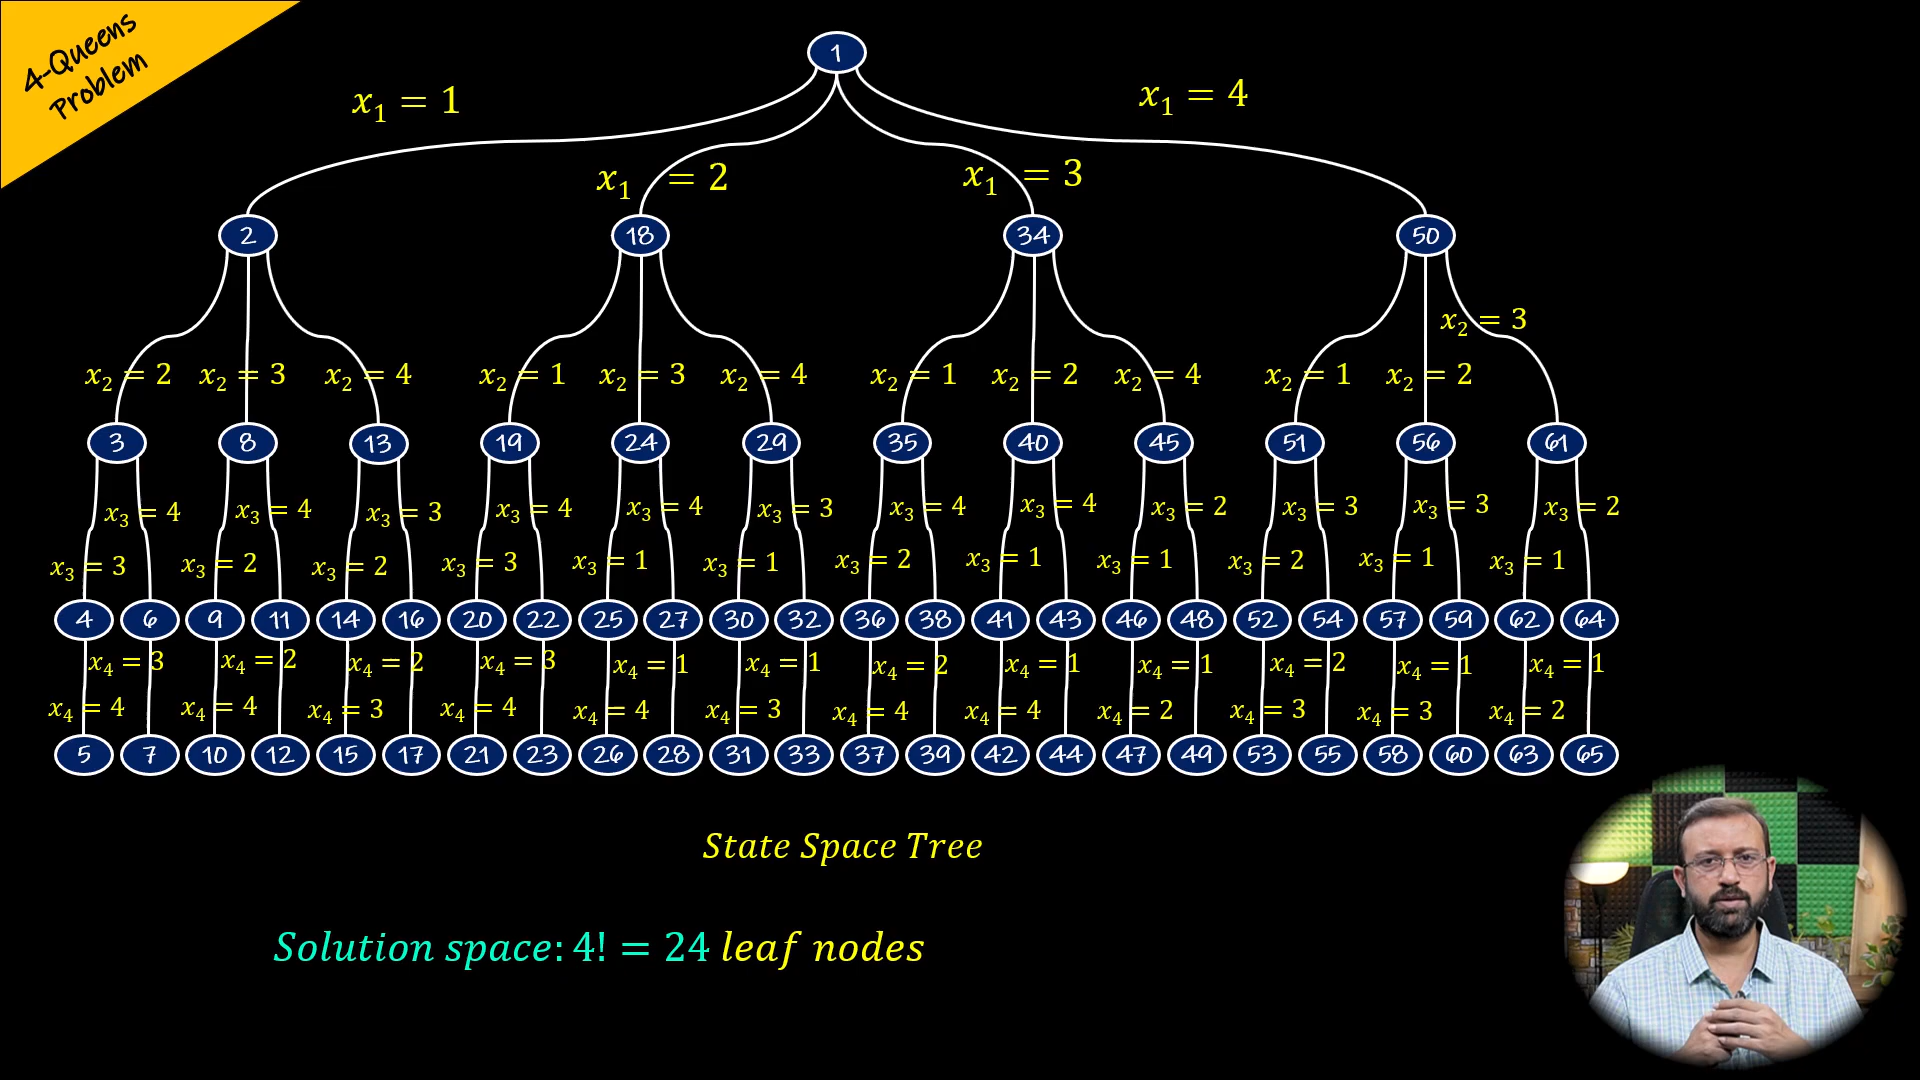 4-Queens
Problem
1
x₁ = 1
x₁ = 4
x₁ = 2
x₁ = 3
2 18 34 50
x₂ = 3
x₂ = 2 x₂ = 3 x₂ = 4 x₂ = 1 x₂ = 3 x₂ = 4 x₂ = 1 x₂ = 2 x₂ = 4 x₂ = 1 x₂ = 2
3 8 13 19 24 29 35 40 45 51 56 61
x₃ = 4 x₃ = 4 x₃ = 3 x₃ = 4 x₃ = 4 x₃ = 3 x₃ = 4 x₃ = 4 x₃ = 2 x₃ = 3 x₃ = 3 x₃ = 2
x₃ = 3 x₃ = 2 x₃ = 2 x₃ = 3 x₃ = 1 x₃ = 1 x₃ = 2 x₃ = 1 x₃ = 1 x₃ = 2 x₃ = 1 x₃ = 1
4 6 9 11 14 16 20 22 25 27 30 32 36 38 41 43 46 48 52 54 57 59 62 64
x₄ = 3 x₄ = 2 x₄ = 2 x₄ = 3 x₄ = 1 x₄ = 1 x₄ = 2 x₄ = 1 x₄ = 1 x₄ = 2 x₄ = 1 x₄ = 1
x₄ = 4 x₄ = 4 x₄ = 3 x₄ = 4 x₄ = 4 x₄ = 3 x₄ = 4 x₄ = 4 x₄ = 2 x₄ = 3 x₄ = 3 x₄ = 2
5 7 10 12 15 17 21 23 26 28 31 33 37 39 42 44 47 49 53 55 58 60 63 65
State Space Tree
Solution space: 4! = 24 leaf nodes